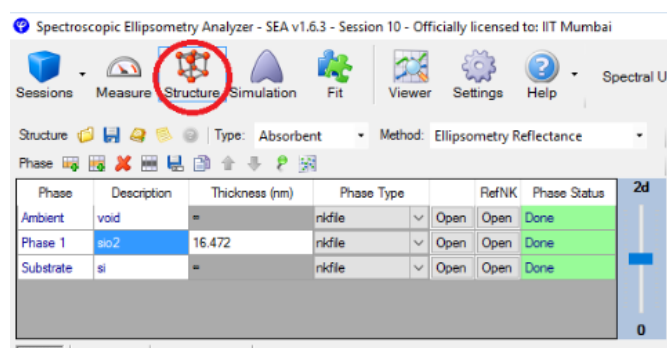 Spectroscopic Ellipsometry Analyzer - SEA v1.6.3 - Session 10 - Officially licensed to: IIT Mumbai
Sessions Measure Structure Simulation Fit Viewer Settings Help Spectral U
Structure Type: Absorbent Method: Ellipsometry Reflectance
Phase
Phase Description Thickness (nm) Phase Type RefNK Phase Status 2d
Ambient void = nkfile Open Open Done
Phase 1 sio2 16.472 nkfile Open Open Done
Substrate si = nkfile Open Open Done
0